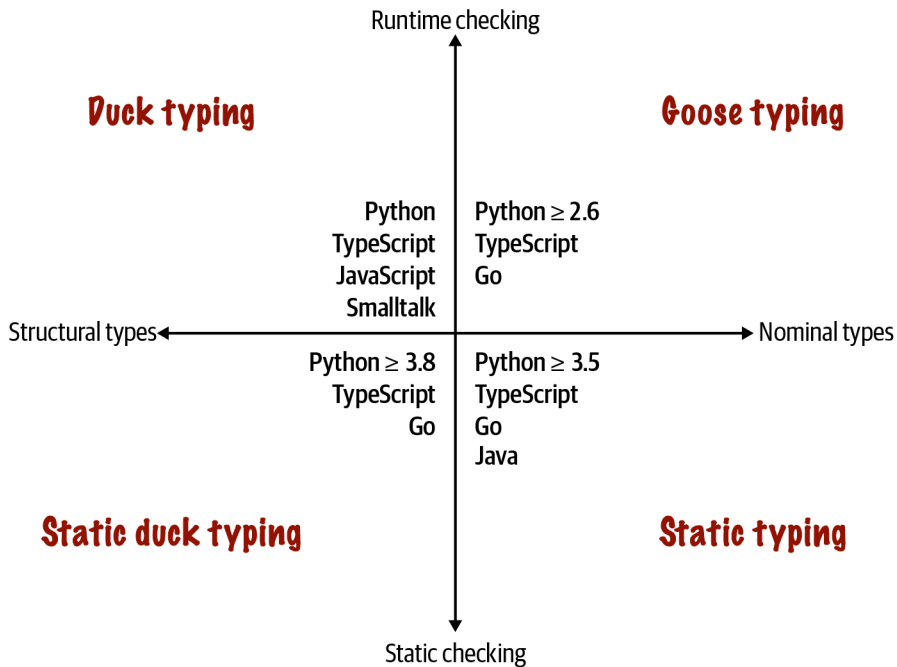 Runtime checking
Duck typing
Goose typing
Python
TypeScript
JavaScript
Smalltalk
Python ≥ 2.6
TypeScript
Go
Structural types
Nominal types
Python ≥ 3.8
TypeScript
Go
Python ≥ 3.5
TypeScript
Go
Java
Static duck typing
Static typing
Static checking